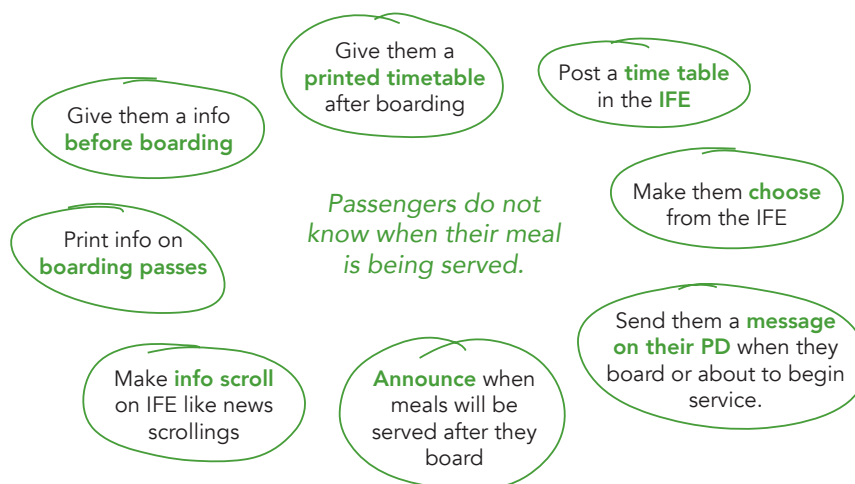 Give them a
printed timetable
after boarding
Post a time table
in the IFE
Give them a info
before boarding
Make them choose
from the IFE
Passengers do not
know when their meal
is being served.
Print info on
boarding passes
Send them a message
on their PD when they
board or about to begin
service.
Make info scroll
on IFE like news
scrollings
Announce when
meals will be
served after they
board